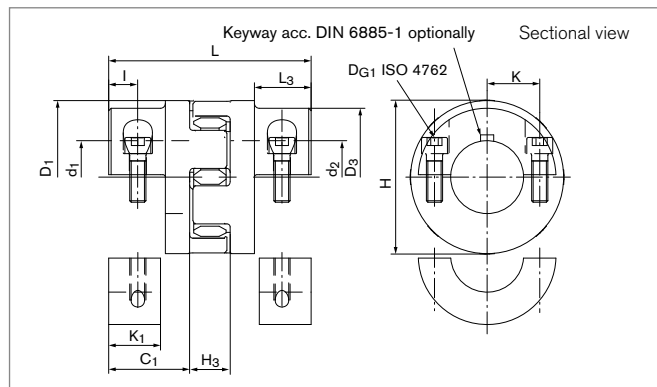 Keyway acc. DIN 6885-1 optionally
Sectional view
L
I
L3
DG1 ISO 4762
K
D1
d1
d2
D3
H
K1
C1
H3